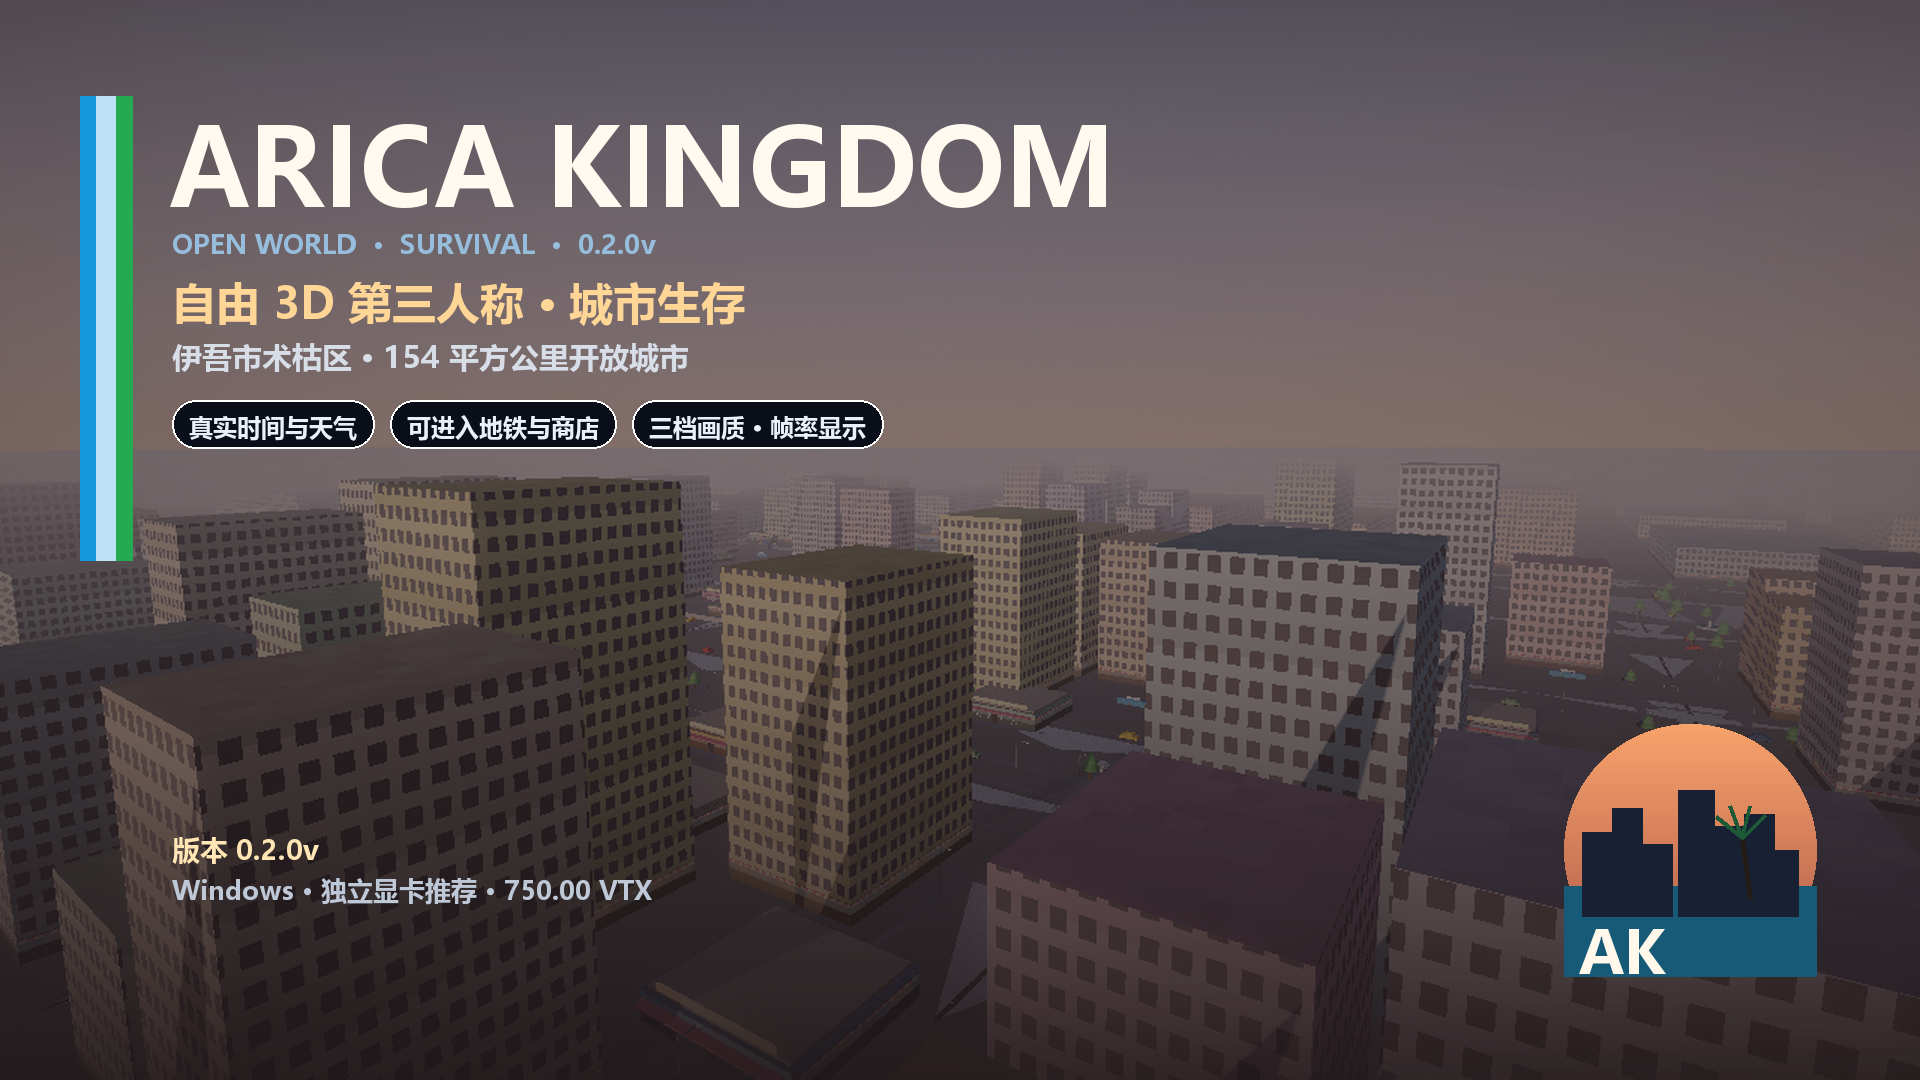 ARICA KINGDOM
OPEN WORLD • SURVIVAL • 0.2.0v
自由 3D 第三人称 • 城市生存
伊吾市术枯区 • 154 平方公里开放城市
真实时间与天气 可进入地铁与商店 三档画质 • 帧率显示
版本 0.2.0v
Windows • 独立显卡推荐 • 750.00 VTX
AK